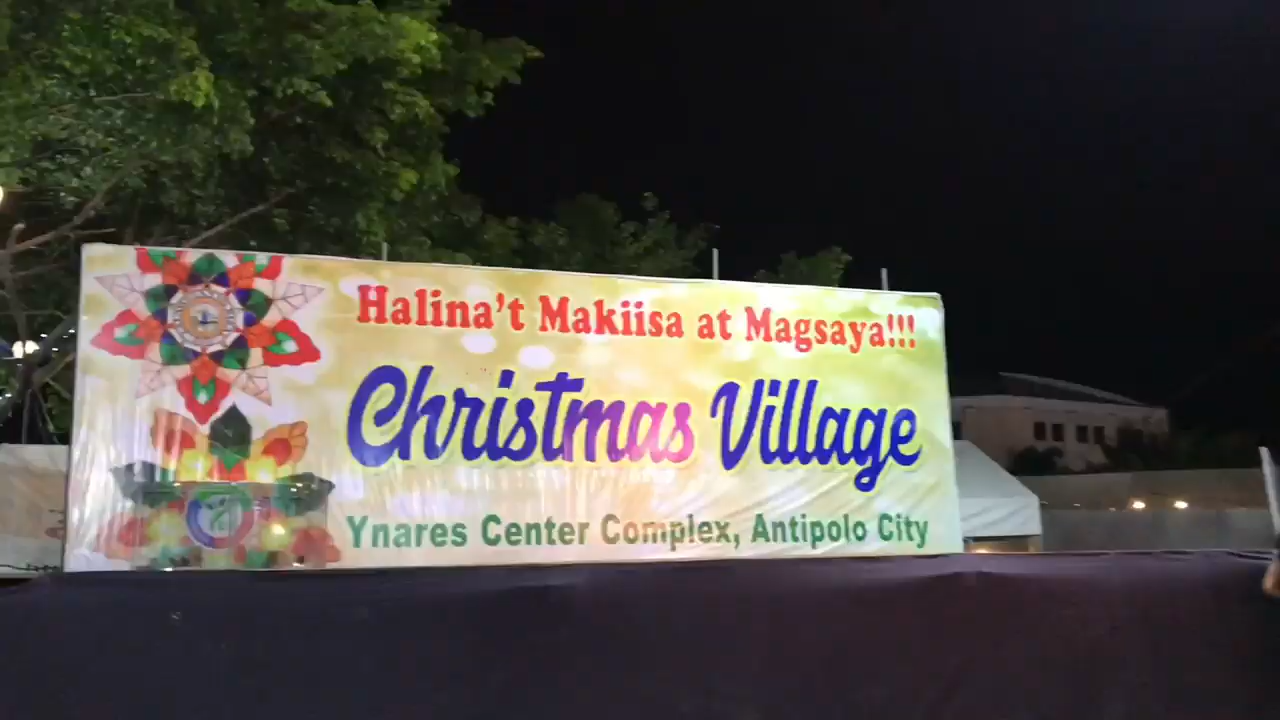 Halina't Makiisa at Magsaya!!!
Christmas Village
Ynares Center Complex, Antipolo City